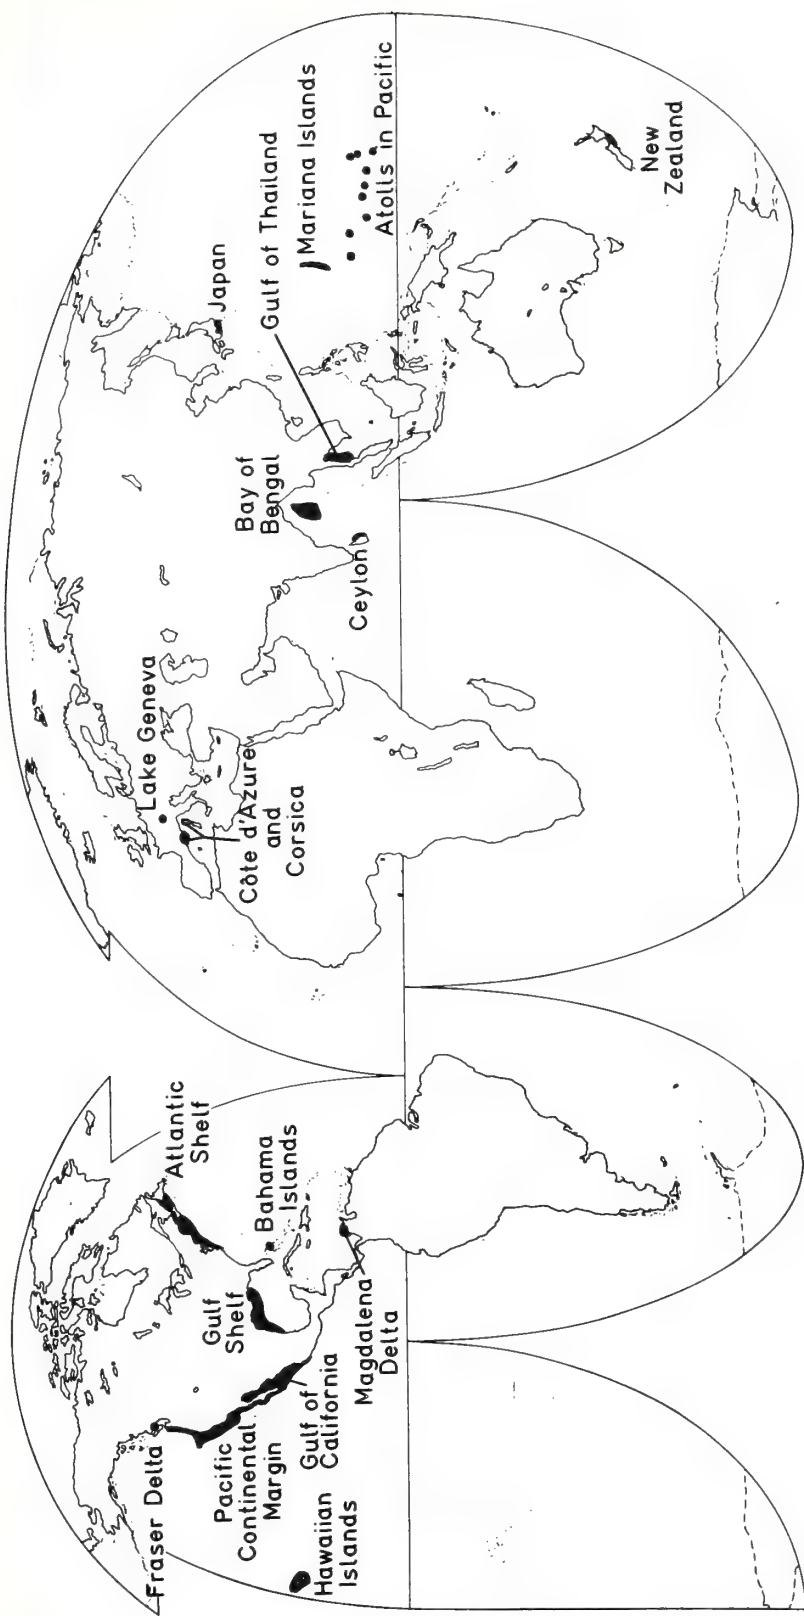 Fraser Delta
Pacific
Continental
Margin
Hawaiian
Islands
Gulf of
California
Gulf
Shelf
Magdalena
Delta
Atlantic
Shelf
Bahama
Islands
Lake Geneva
Côte d'Azure
and
Corsica
Bay of
Bengal
Ceylon
Japan
Gulf of Thailand
Mariana Islands
Atolls in Pacific
New
Zealand